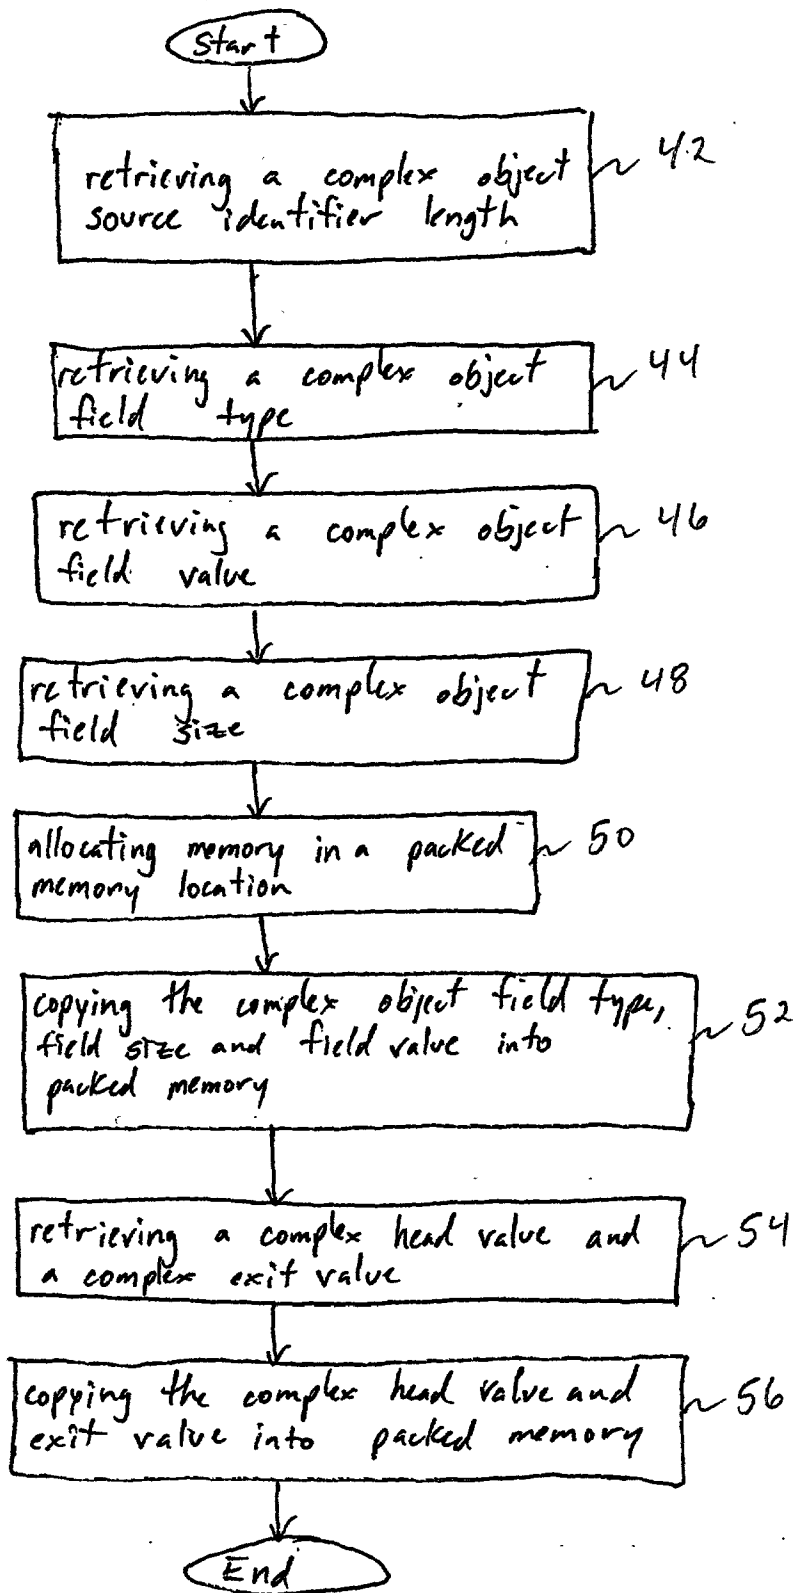 Start
retrieving a complex object
source identifier length
42
retrieving a complex object
field type
44
retrieving a complex object
field value
46
retrieving a complex object
field size
48
allocating memory in a packed
memory location
50
copying the complex object field type,
field size and field value into
packed memory
52
retrieving a complex head value and
a complex exit value
54
copying the complex head value and
exit value into packed memory
56
End